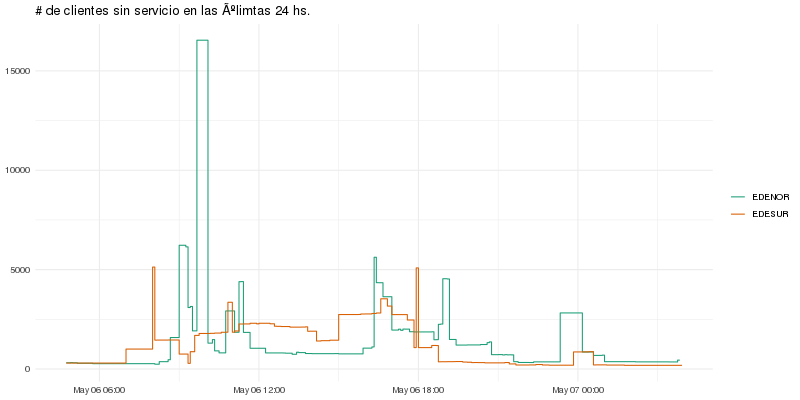 # de clientes sin servicio en las Ãºlimtas 24 hs.
15000
10000
5000
0
May 06 06:00
May 06 12:00
May 06 18:00
May 07 00:00
EDENOR
EDESUR